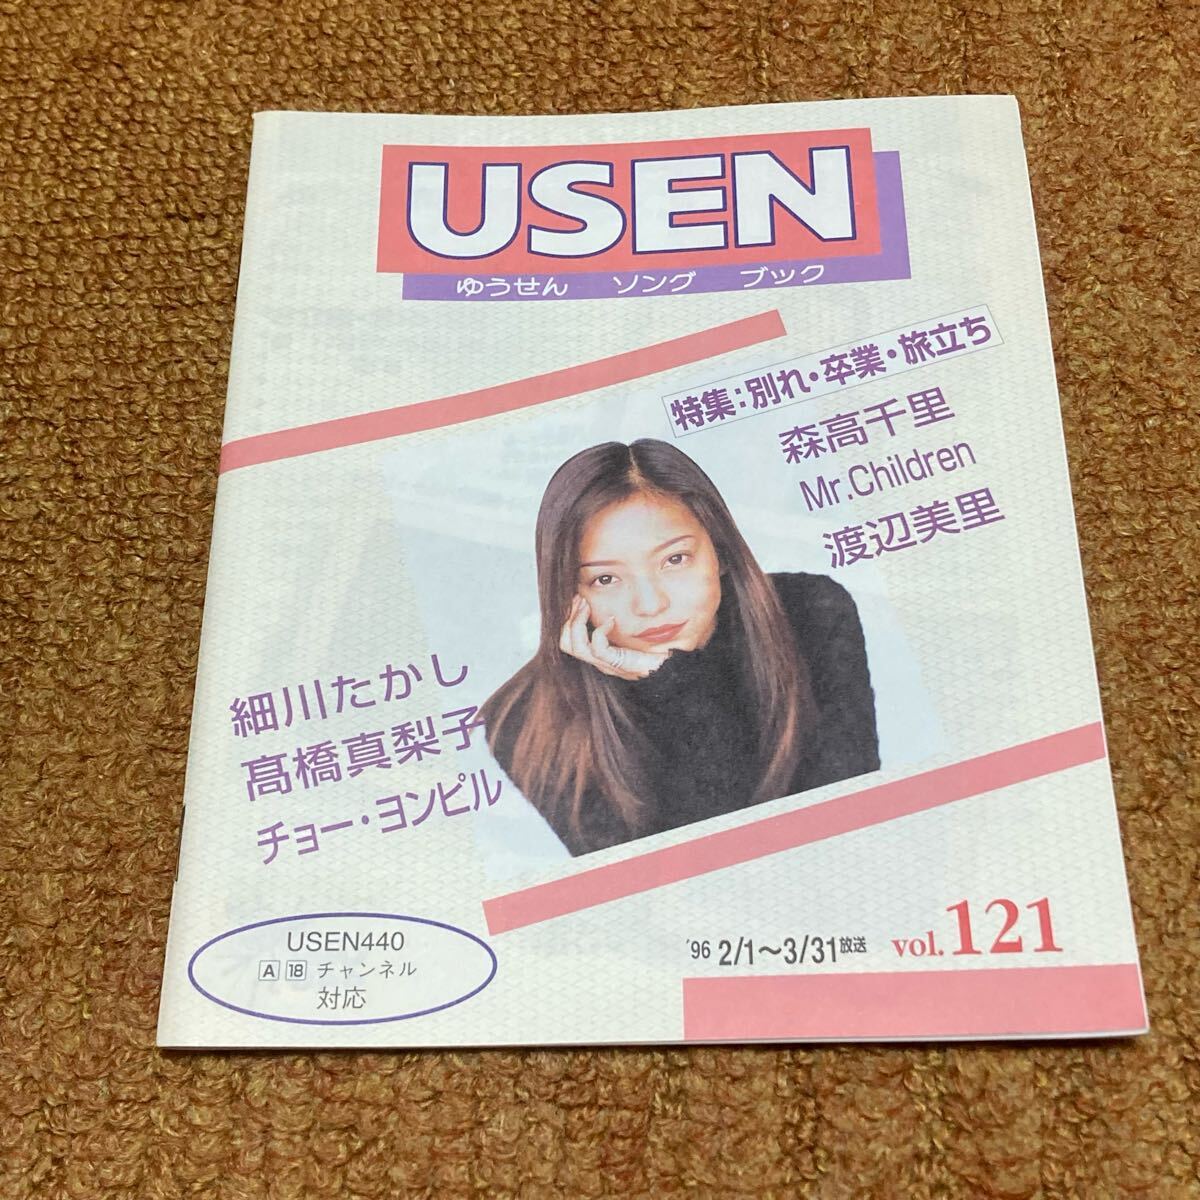 USEN
ゆうせん ソング ブック
特集:別れ・卒業・旅立ち
森高千里
Mr.Children
渡辺美里
細川たかし
髙橋真梨子
チョー・ヨンピル
USEN440
A 18 チャンネル
対応
'96 2/1〜3/31放送 vol.121